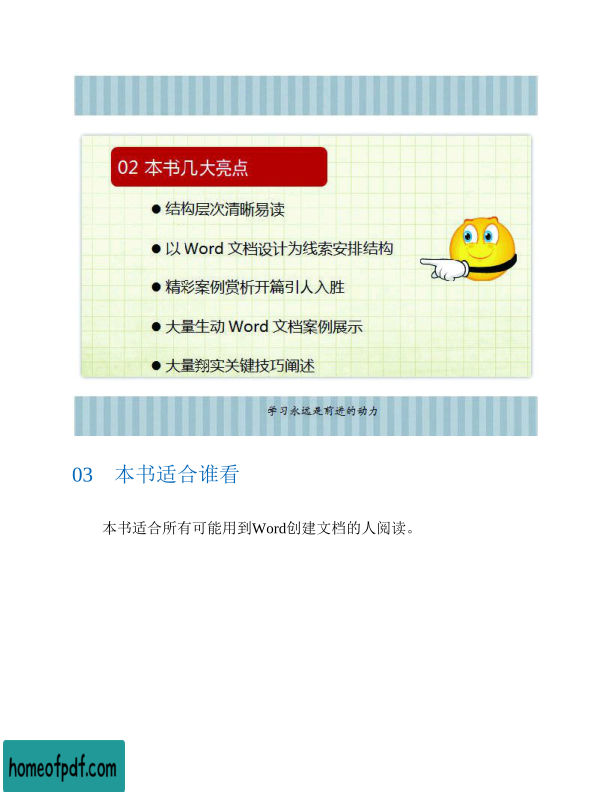 02 本书几大亮点
● 结构层次清晰易读
● 以 Word 文档设计为线索安排结构
● 精彩案例赏析开篇引人入胜
● 大量生动 Word 文档案例展示
● 大量翔实关键技巧阐述
学习永远是前进的动力
03 本书适合谁看
本书适合所有可能用到Word创建文档的人阅读。
homeofpdf.com